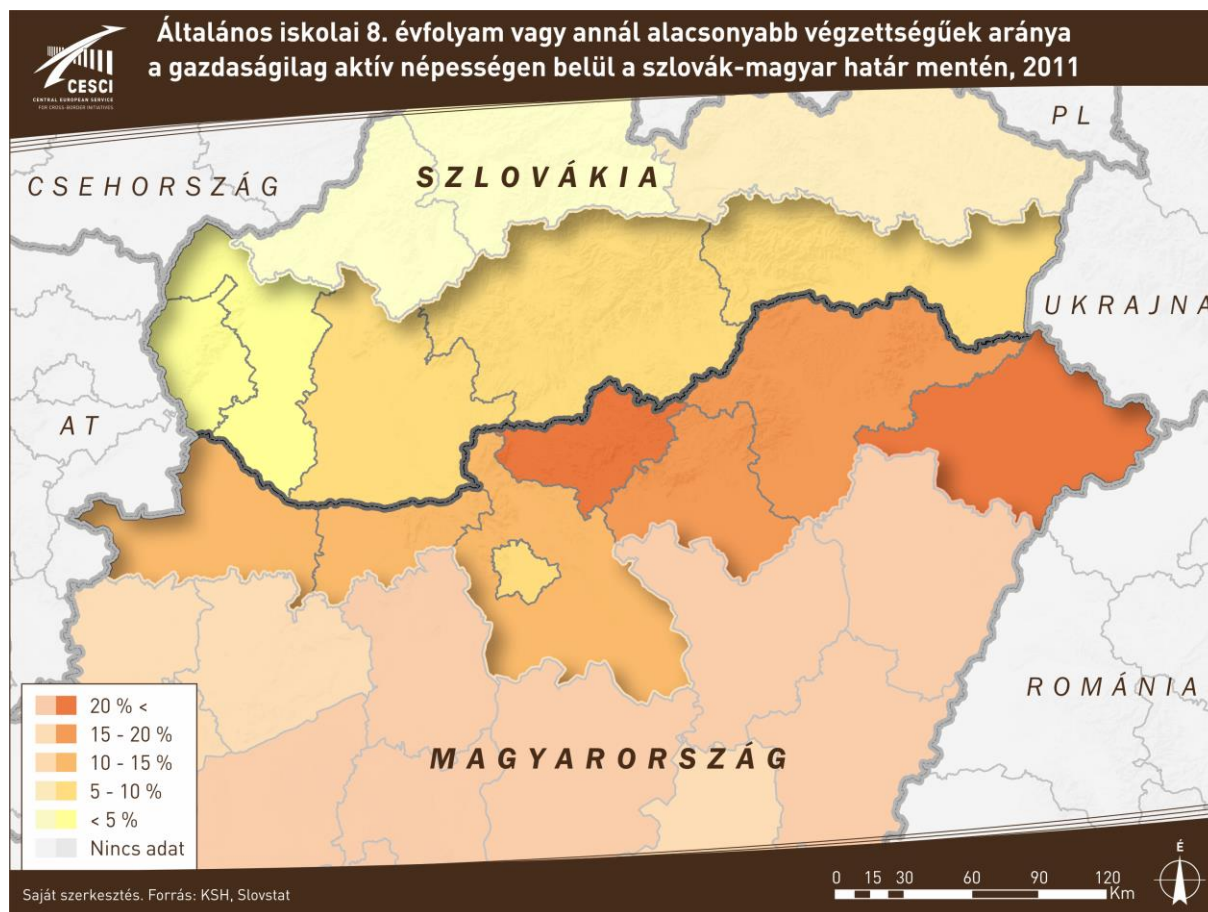 Általános iskolai 8. évfolyam vagy annál alacsonyabb végzettségűek aránya
a gazdaságilag aktív népességen belül a szlovák-magyar határ mentén, 2011
CESCI
CENTRAL EUROPEAN SERVICE
FOR CROSS-BORDER INITIATIVES
PL
CSEHORSZÁG
SZLOVÁKIA
UKRAJNA
AT
ROMÁNIA
MAGYARORSZÁG
20 % <
15 - 20 %
10 - 15 %
5 - 10 %
< 5 %
Nincs adat
Saját szerkesztés. Forrás: KSH, Slovstat
0 15 30 60 90 120
Km
É